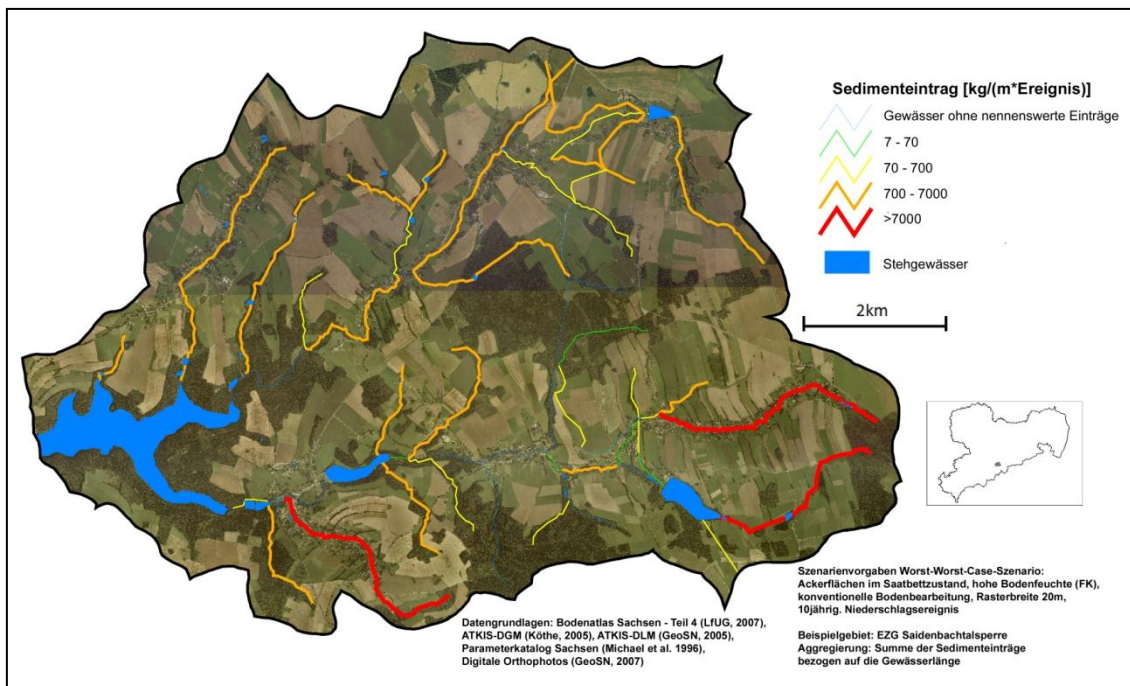 Sedimenteintrag [kg/(m*Ereignis)]
Gewässer ohne nennenswerte Einträge
7 - 70
70 - 700
700 - 7000
>7000
Stehgewässer
2km
Szenarienvorgaben Worst-Worst-Case-Szenario:
Ackerflächen im Saatbettzustand, hohe Bodenfeuchte (FK),
konventionelle Bodenbearbeitung, Rasterbreite 20m,
10jährig. Niederschlagsereignis
Beispielgebiet: EZG Saidenbachtalsperre
Aggregierung: Summe der Sedimenteinträge
bezogen auf die Gewässerlänge
Datengrundlagen: Bodenatlas Sachsen - Teil 4 (LfUG, 2007),
ATKIS-DGM (Köthe, 2005), ATKIS-DLM (GeoSN, 2005),
Parameterkatalog Sachsen (Michael et al. 1996),
Digitale Orthophotos (GeoSN, 2007)